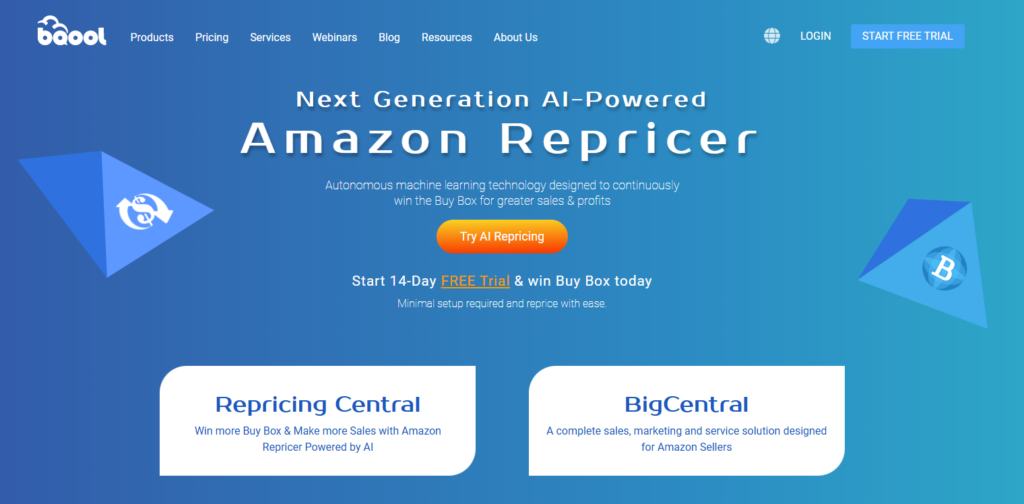 bqool
Products
Pricing
Services
Webinars
Blog
Resources
About Us
LOGIN
START FREE TRIAL
Next Generation AI-Powered
Amazon Repricer
Autonomous machine learning technology designed to continuously
win the Buy Box for greater sales & profits
Try AI Repricing
Start 14-Day FREE Trial & win Buy Box today
Minimal setup required and reprice with ease.
$
B
Repricing Central
Win more Buy Box & Make more Sales with Amazon
Repricer Powered by AI
BigCentral
A complete sales, marketing and service solution designed
for Amazon Sellers